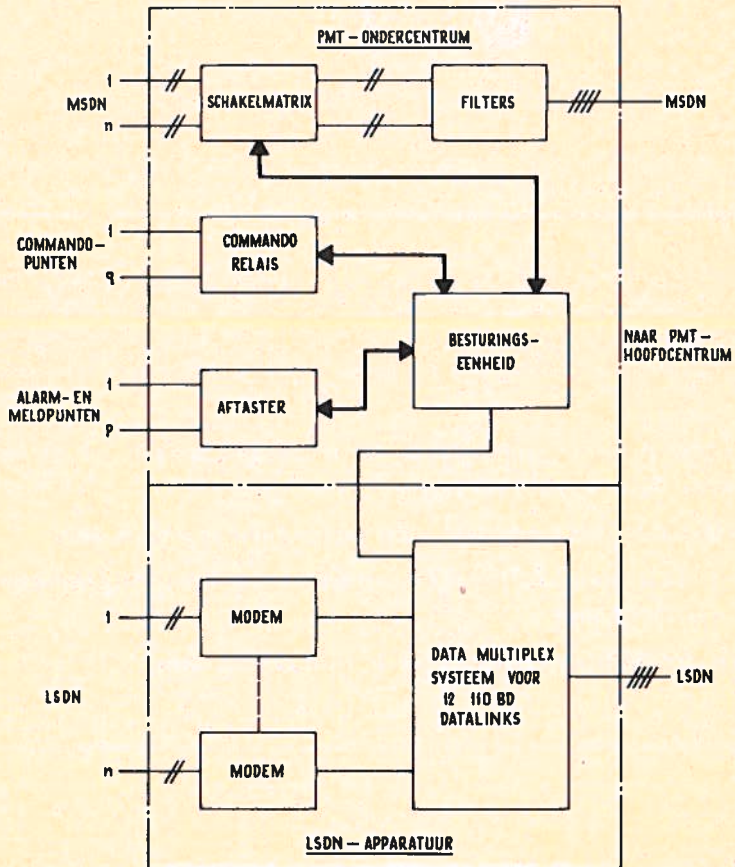 PMT - ONDERCENTRUM
1
MSDN
n
SCHAKELMATRIX
FILTERS
MSDN
COMMANDO-
PUNTEN
1
q
COMMANDO
RELAIS
BESTURINGS-
EENHEID
NAAR PMT-
HOOFDCENTRUM
ALARM- EN
MELDPUNTEN
1
p
AFTASTER
1
MODEM
LSDN
n
MODEM
DATA MULTIPLEX
SYSTEEM VOOR
12 110 BD
DATALINKS
LSDN
LSDN - APPARATUUR